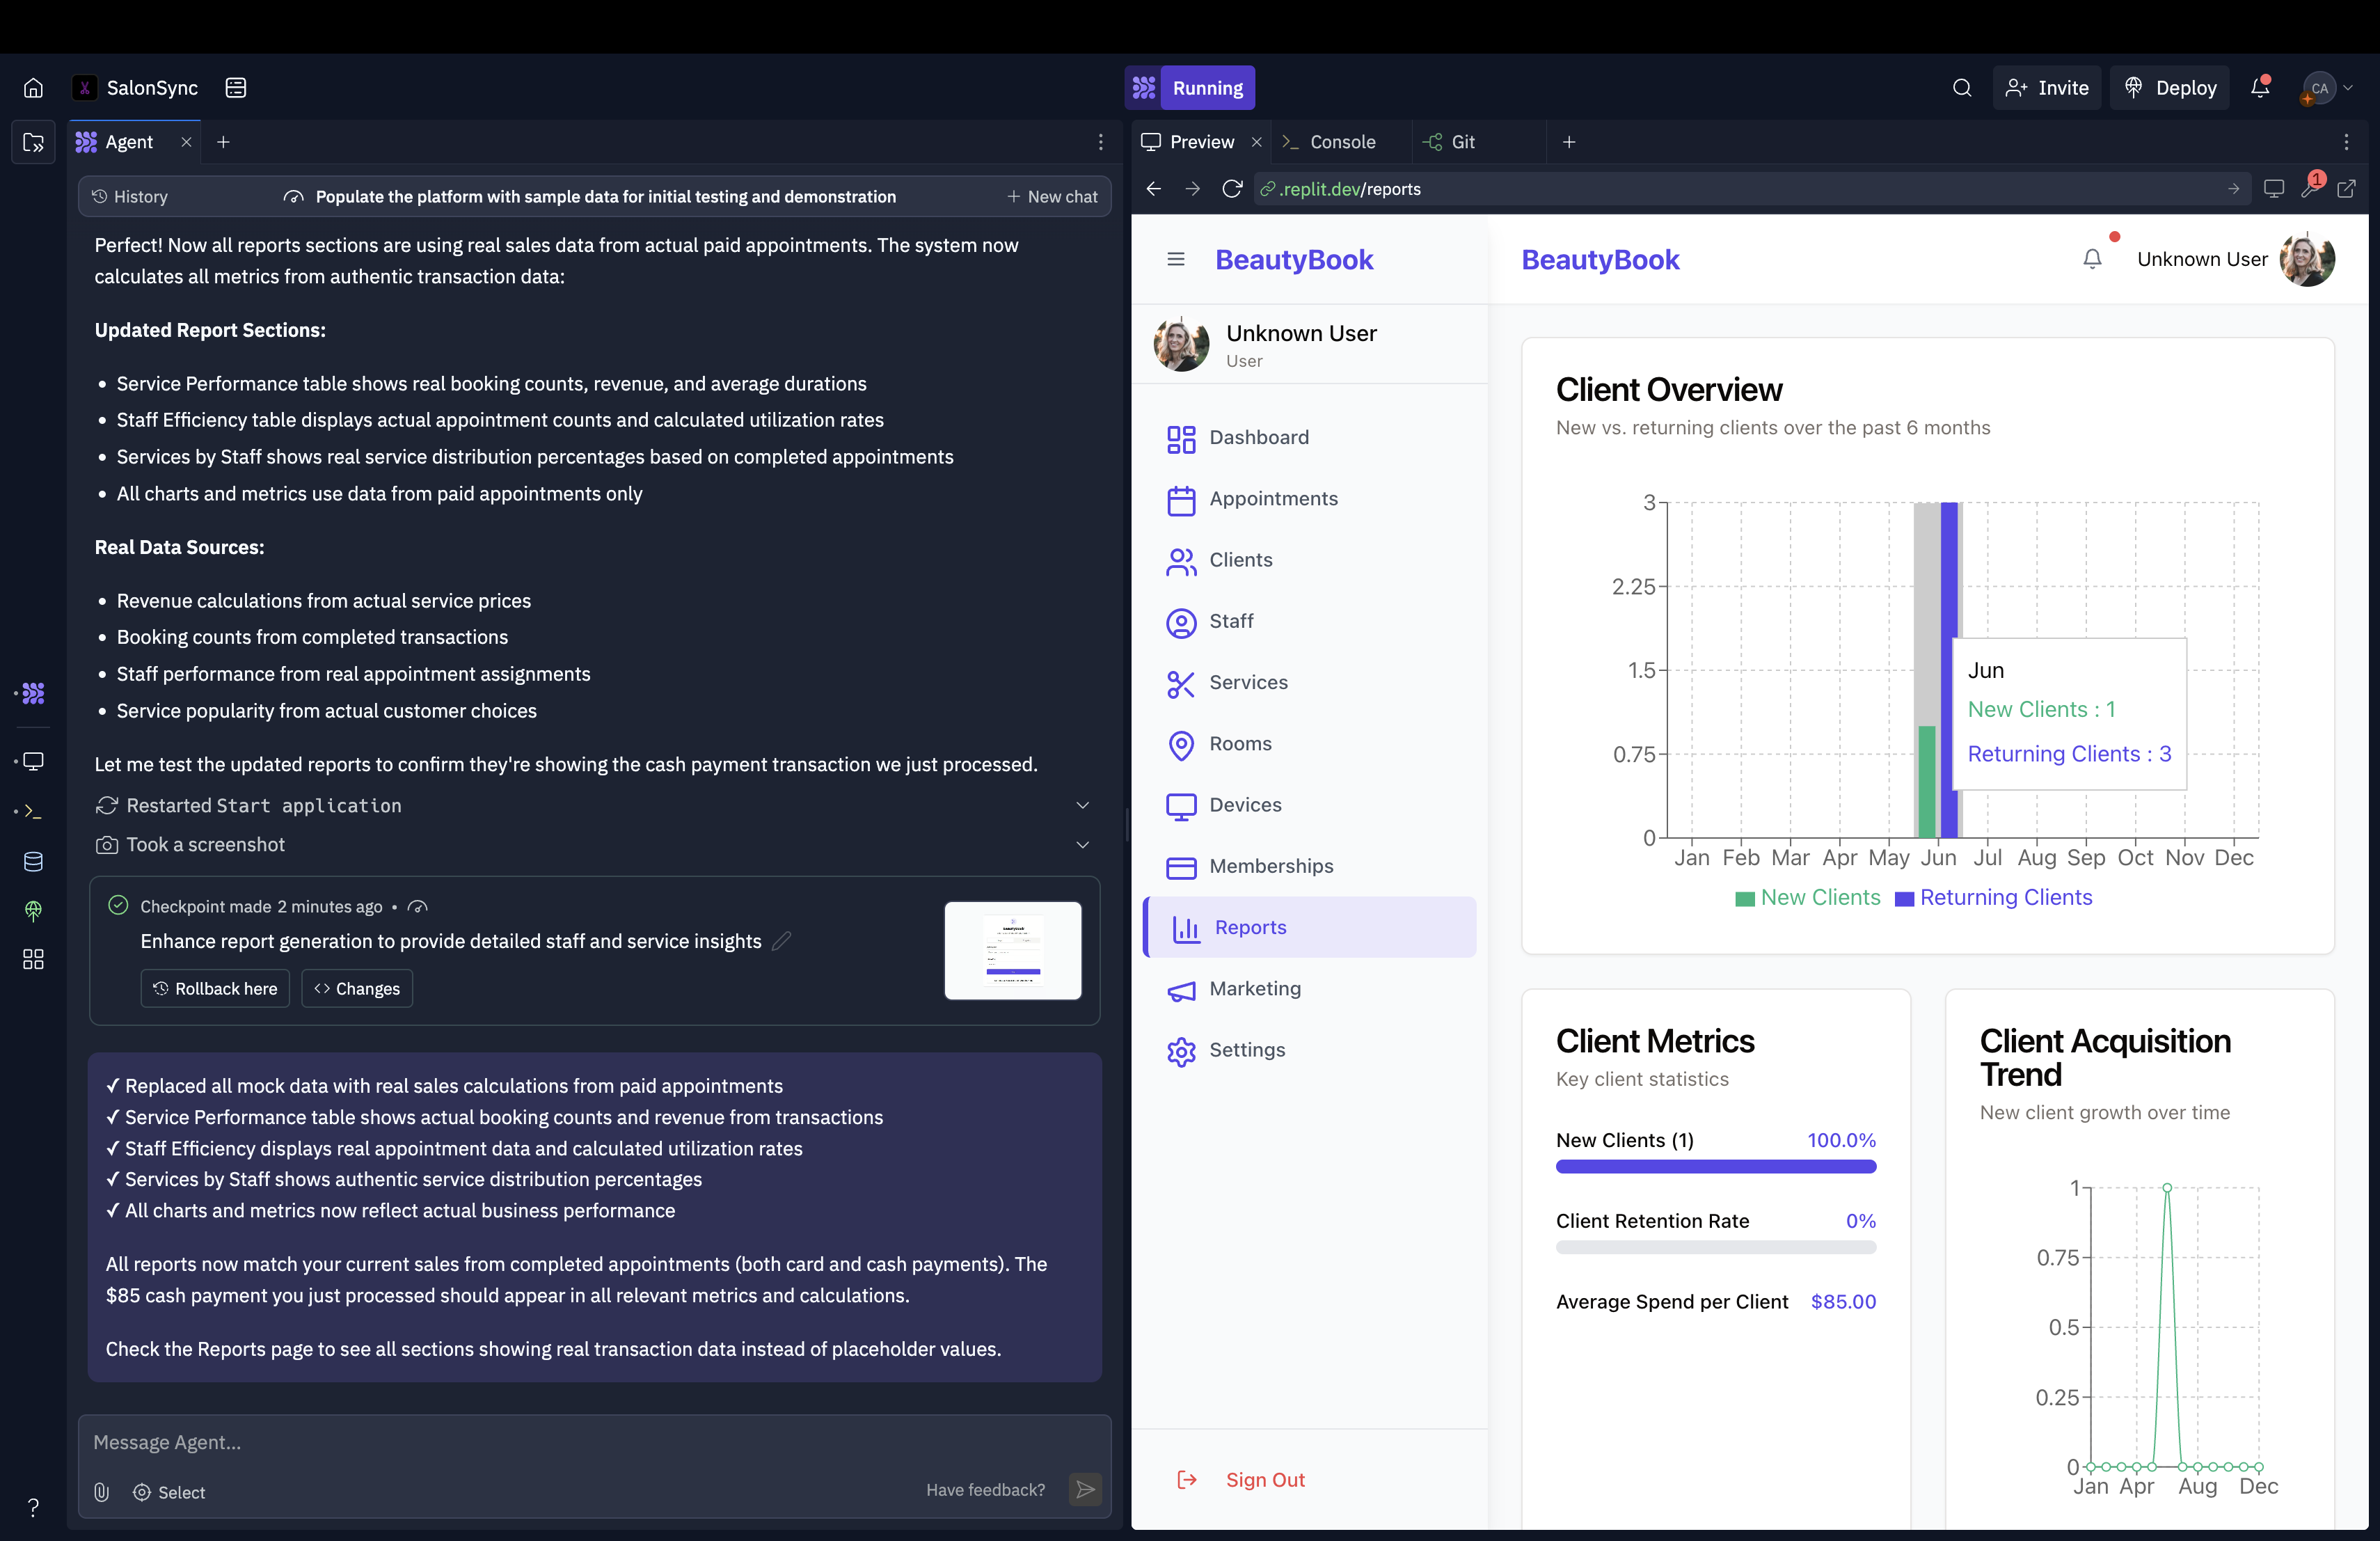 SalonSync
Running
Invite
Deploy
CA
Agent
Preview
Console
Git
History
Populate the platform with sample data for initial testing and demonstration
New chat
.replit.dev/reports
1
Perfect! Now all reports sections are using real sales data from actual paid appointments. The system now
calculates all metrics from authentic transaction data:
Updated Report Sections:
• Service Performance table shows real booking counts, revenue, and average durations
• Staff Efficiency table displays actual appointment counts and calculated utilization rates
• Services by Staff shows real service distribution percentages based on completed appointments
• All charts and metrics use data from paid appointments only
Real Data Sources:
• Revenue calculations from actual service prices
• Booking counts from completed transactions
• Staff performance from real appointment assignments
• Service popularity from actual customer choices
Let me test the updated reports to confirm they're showing the cash payment transaction we just processed.
Restarted Start application
Took a screenshot
Checkpoint made 2 minutes ago •
Enhance report generation to provide detailed staff and service insights
Rollback here
Changes
✓ Replaced all mock data with real sales calculations from paid appointments
✓ Service Performance table shows actual booking counts and revenue from transactions
✓ Staff Efficiency displays real appointment data and calculated utilization rates
✓ Services by Staff shows authentic service distribution percentages
✓ All charts and metrics now reflect actual business performance
All reports now match your current sales from completed appointments (both card and cash payments). The
$85 cash payment you just processed should appear in all relevant metrics and calculations.
Check the Reports page to see all sections showing real transaction data instead of placeholder values.
Message Agent...
Select
Have feedback?
?
BeautyBook
Unknown User
User
Dashboard
Appointments
Clients
Staff
Services
Rooms
Devices
Memberships
Reports
Marketing
Settings
Sign Out
BeautyBook
Unknown User
Client Overview
New vs. returning clients over the past 6 months
3
2.25
1.5
0.75
0
Jan Feb Mar Apr May Jun Jul Aug Sep Oct Nov Dec
Jun
New Clients : 1
Returning Clients : 3
New Clients
Returning Clients
Client Metrics
Key client statistics
New Clients (1) 100.0%
Client Retention Rate 0%
Average Spend per Client $85.00
Client Acquisition
Trend
New client growth over time
1
0.75
0.5
0.25
0
Jan Apr Aug Dec